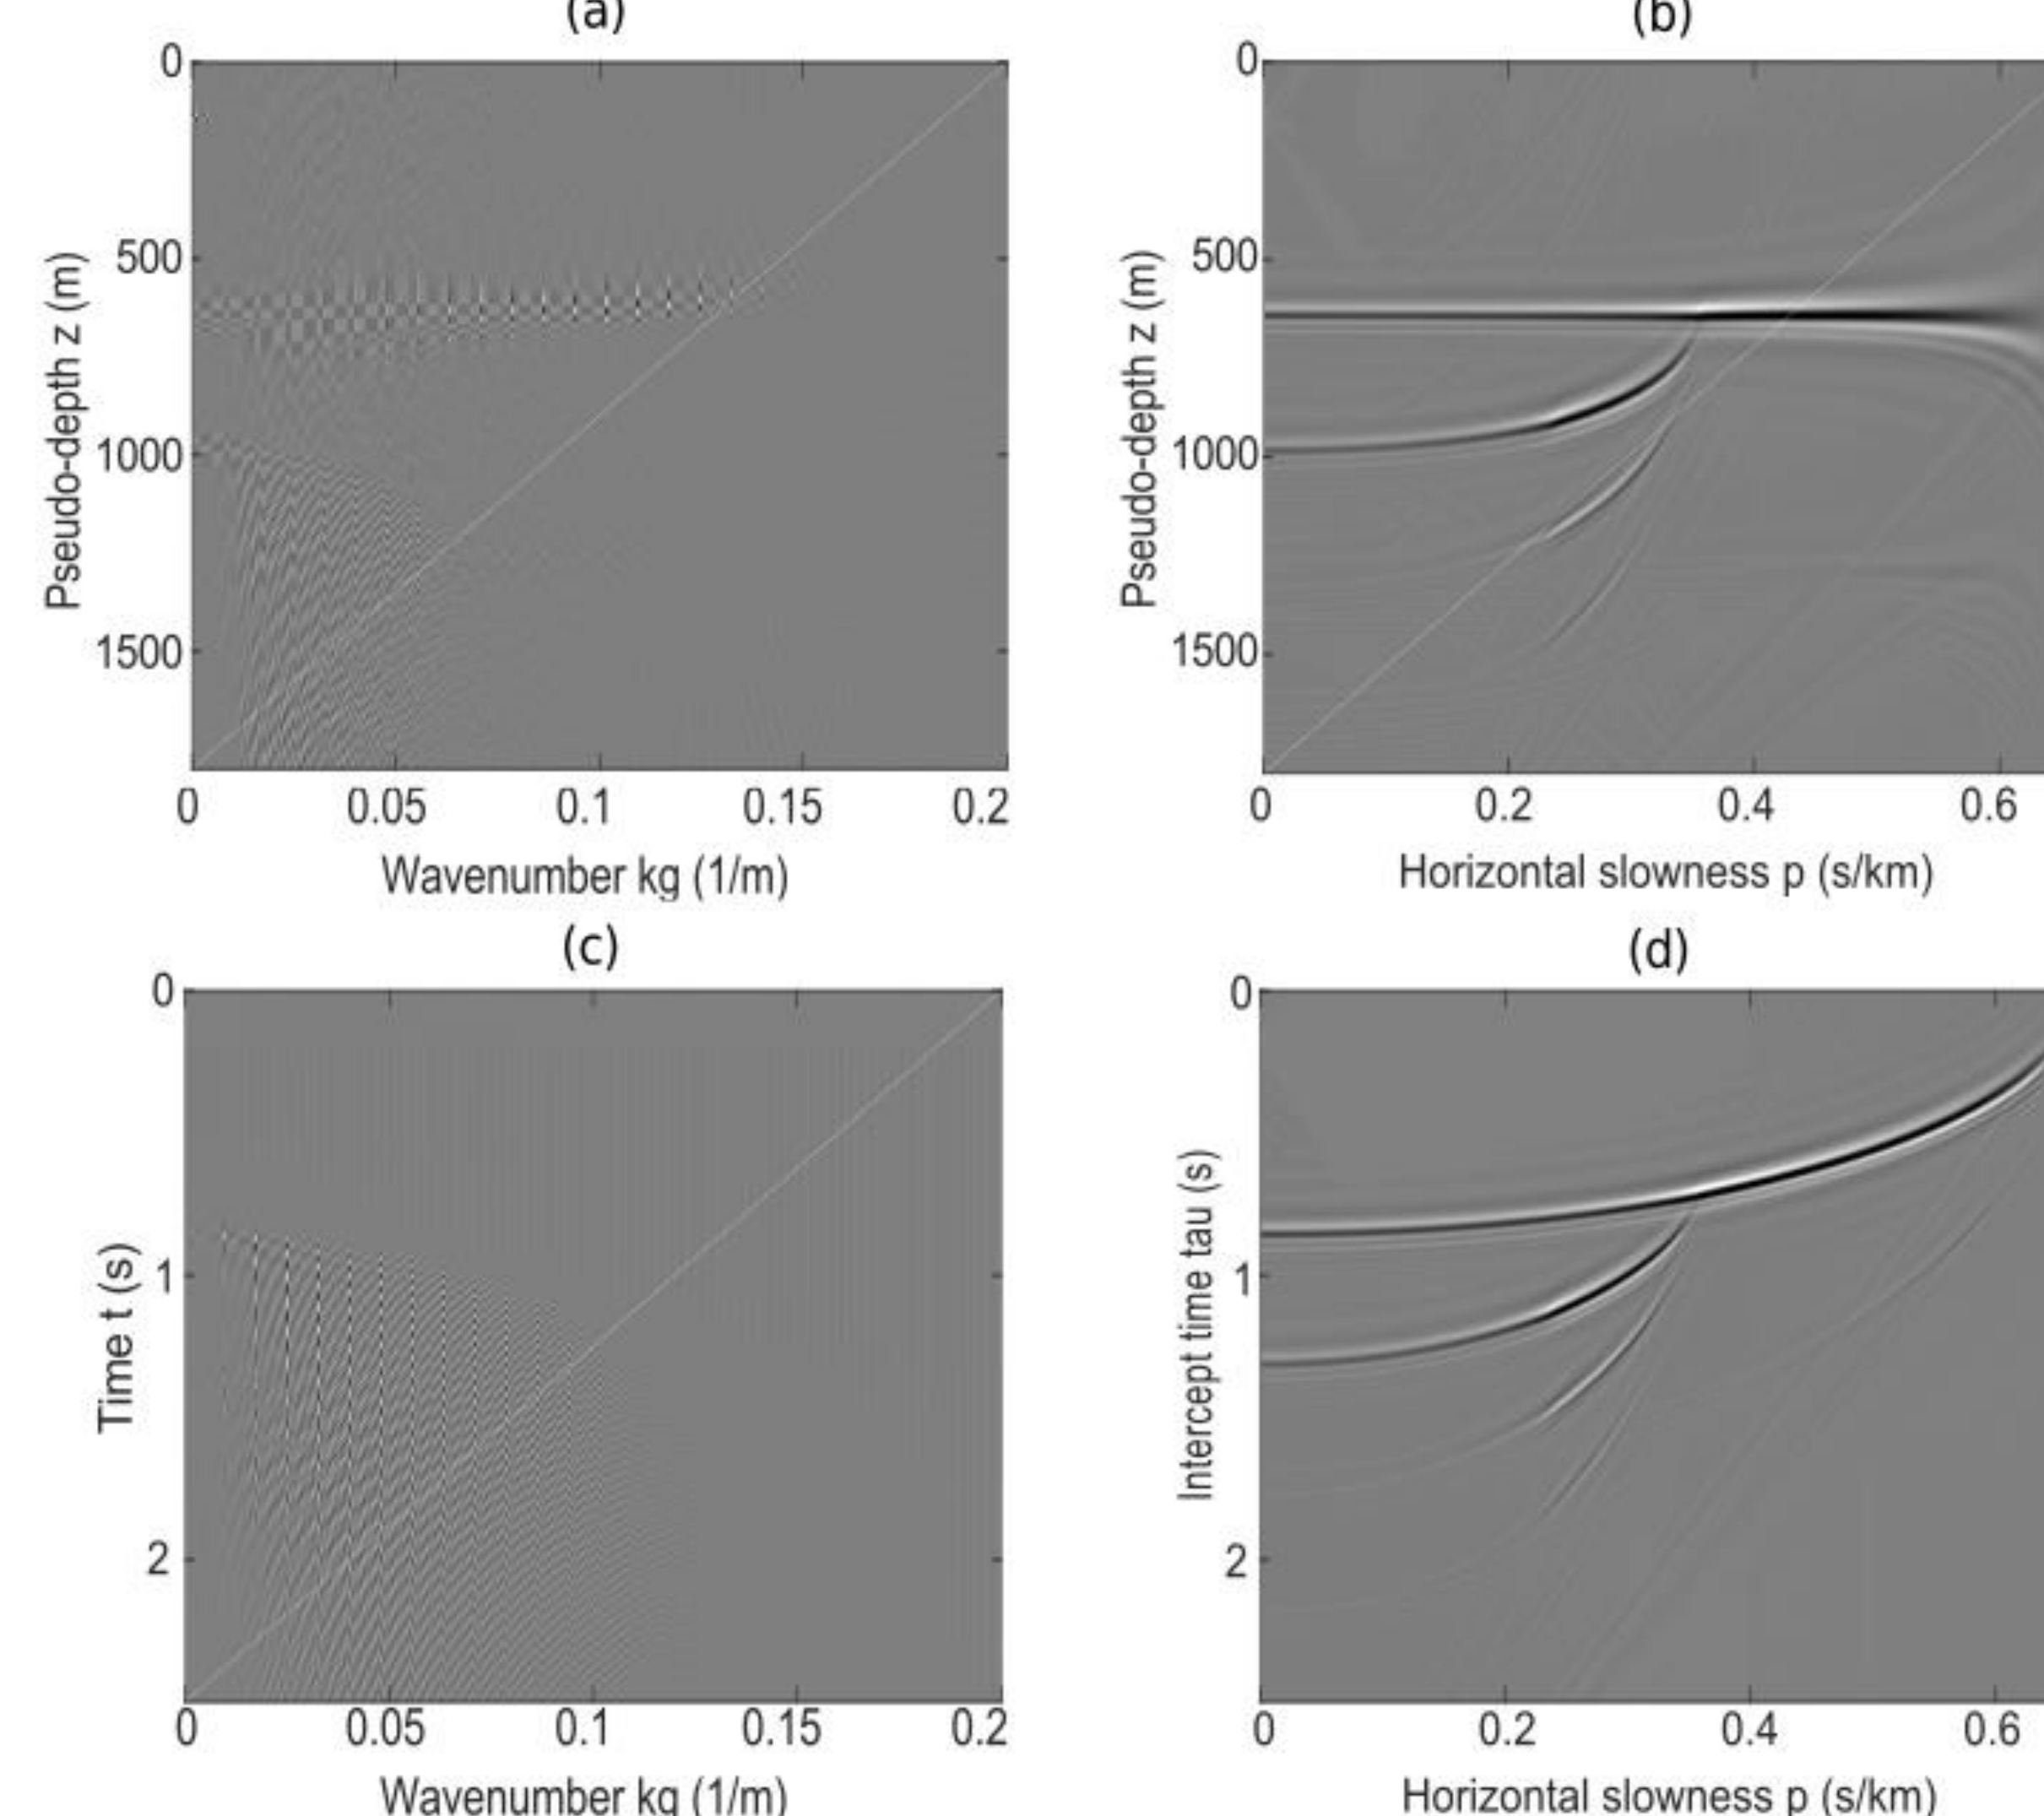 (a)
0
500
1000
1500
Pseudo-depth z (m)
0 0.05 0.1 0.15 0.2
Wavenumber kg (1/m)
(b)
0
500
1000
1500
Pseudo-depth z (m)
0 0.2 0.4 0.6
Horizontal slowness p (s/km)
(c)
0
1
2
Time t (s)
0 0.05 0.1 0.15 0.2
Wavenumber kg (1/m)
(d)
0
1
2
Intercept time tau (s)
0 0.2 0.4 0.6
Horizontal slowness p (s/km)